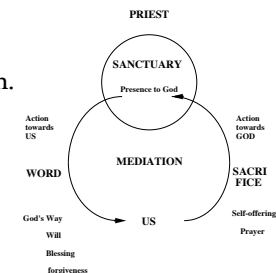 PRIEST
SANCTUARY
n.
Presence to God
Action
towards
US
Action
towards
GOD
MEDIATION
WORD
SACRI
FICE
God's Way
US
Self-offering
Will
Prayer
Blessing
forgiveness